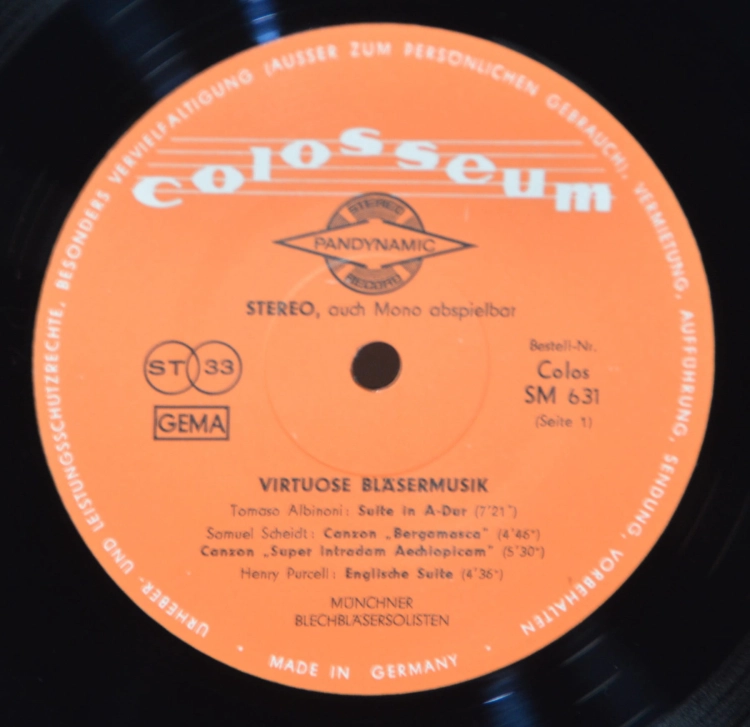 URHEBER- UND LEISTUNGSSCHUTZRECHTE, BESONDERS VERVIELFÄLTIGUNG (AUSSER ZUM PERSÖNLICHEN GEBRAUCH), VERMIETUNG, AUFFÜHRUNG, SENDUNG, VORBEHALTEN
colosseum
STEREO
PANDYNAMIC
RECORD
STEREO, auch Mono abspielbar
ST 33
GEMA
Bestell-Nr.
Colos
SM 631
(Seite 1)
VIRTUOSE BLÄSERMUSIK
Tomaso Albinoni: Suite in A-Dur (7'21")
Samuel Scheidt: Canzon „Bergamasca" (4'46")
Canzon „Super Intradam Aechiopicam" (5'30")
Henry Purcell: Englische Suite (4'36")
MÜNCHNER
BLECHBLÄSERSOLISTEN
• MADE IN GERMANY •